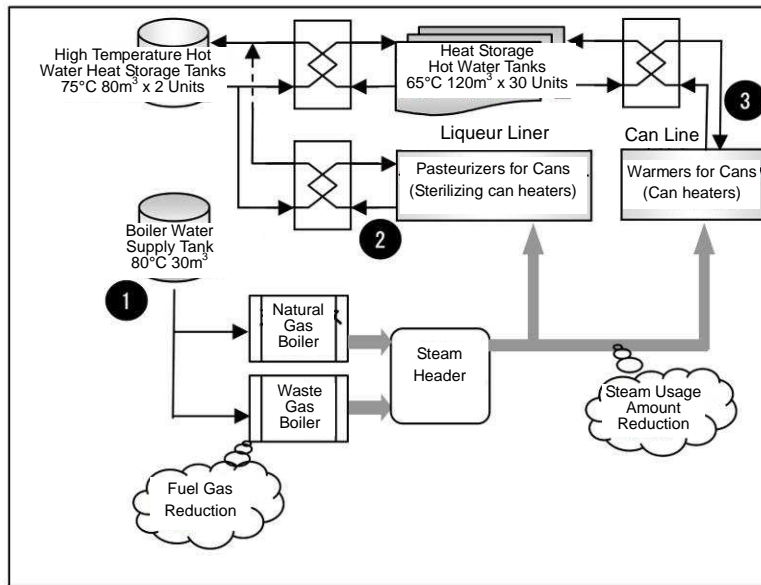 High Temperature Hot
Water Heat Storage Tanks
75°C 80m³ x 2 Units
Heat Storage
Hot Water Tanks
65°C 120m³ x 30 Units
3
Liqueur Liner
Can Line
Pasteurizers for Cans
(Sterilizing can heaters)
Warmers for Cans
(Can heaters)
2
Boiler Water
Supply Tank
80°C 30m³
1
Natural
Gas
Boiler
Steam
Header
Waste
Gas
Boiler
Steam Usage
Amount
Reduction
Fuel Gas
Reduction